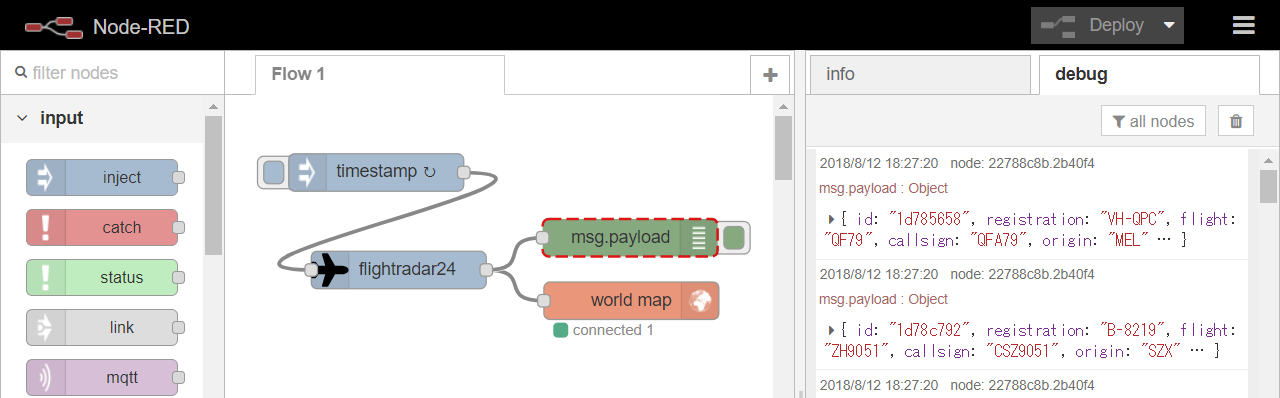 Node-RED
Deploy
filter nodes
Flow 1
+
info
debug
input
all nodes
inject
catch
status
link
mqtt
timestamp ↻
flightradar24
msg.payload
world map
connected 1
2018/8/12 18:27:20 node: 22788c8b.2b40f4
msg.payload : Object
{ id: "1d785658", registration: "VH-QPC", flight:
"QF79", callsign: "QFA79", origin: "MEL" … }
2018/8/12 18:27:20 node: 22788c8b.2b40f4
msg.payload : Object
{ id: "1d78c792", registration: "B-8219", flight:
"ZH9051", callsign: "CSZ9051", origin: "SZX" … }
2018/8/12 18:27:20 node: 22788c8b.2b40f4